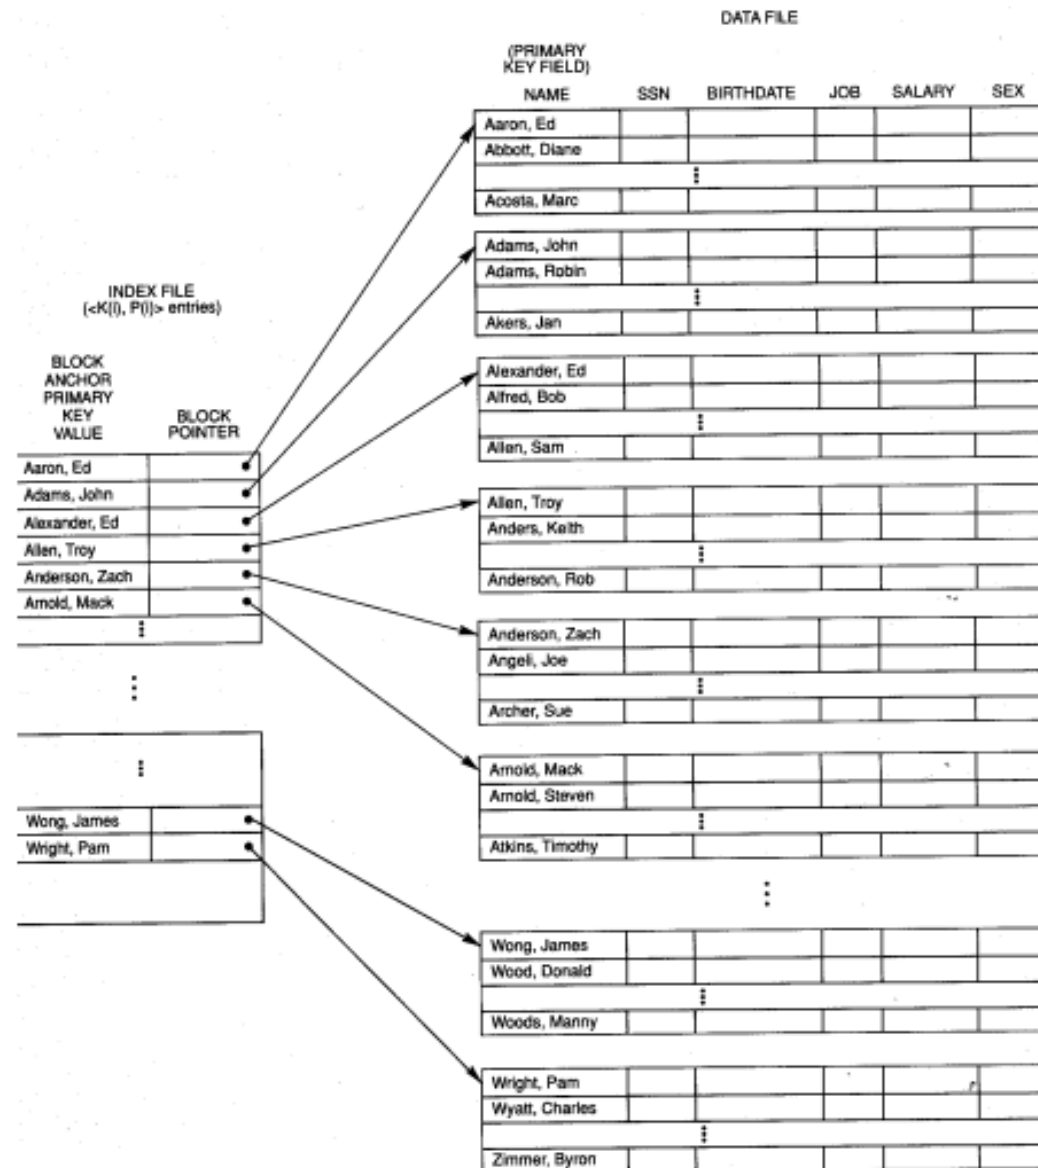 DATA FILE
(PRIMARY
KEY FIELD)
NAME SSN BIRTHDATE JOB SALARY SEX
Aaron, Ed
Abbott, Diane
Acosta, Marc
Adams, John
Adams, Robin
Akers, Jan
Alexander, Ed
Alfred, Bob
Allen, Sam
Allen, Troy
Anders, Keith
Anderson, Rob
Anderson, Zach
Angeli, Joe
Archer, Sue
Arnold, Mack
Arnold, Steven
Atkins, Timothy
Wong, James
Wood, Donald
Woods, Manny
Wright, Pam
Wyatt, Charles
Zimmer, Byron
INDEX FILE
(<K(i), P(i)> entries)
BLOCK
ANCHOR
PRIMARY
KEY
VALUE
BLOCK
POINTER
Aaron, Ed
Adams, John
Alexander, Ed
Allen, Troy
Anderson, Zach
Arnold, Mack
Wong, James
Wright, Pam